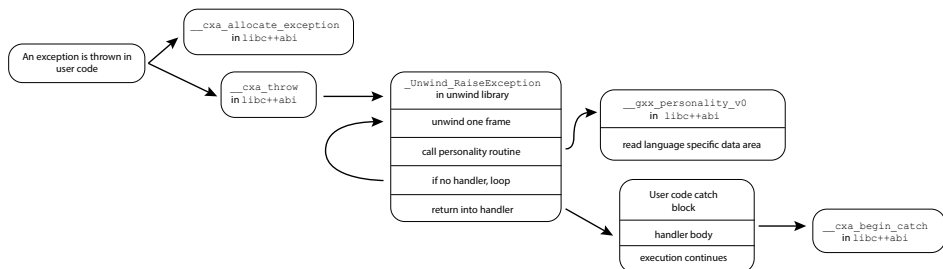 An exception is thrown in
user code
__cxa_allocate_exception
in libc++abi
__cxa_throw
in libc++abi
_Unwind_RaiseException
in unwind library
unwind one frame
call personality routine
if no handler, loop
return into handler
__gxx_personality_v0
in libc++abi
read language specific data area
User code catch
block
handler body
execution continues
__cxa_begin_catch
in libc++abi